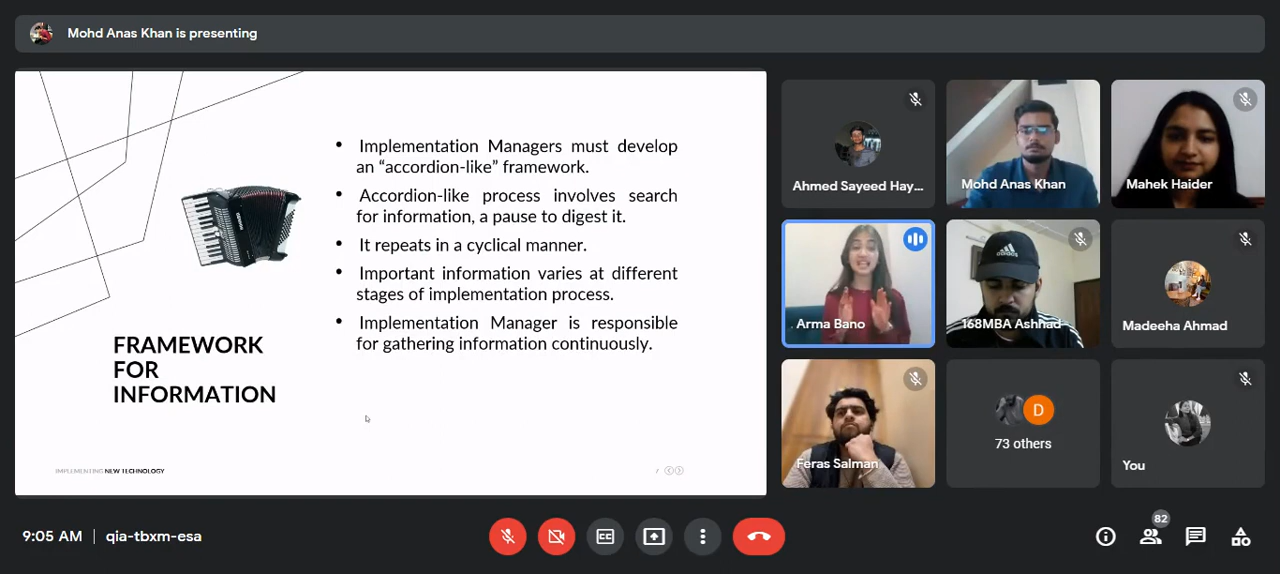 Mohd Anas Khan is presenting
• Implementation Managers must develop
an “accordion-like” framework.
• Accordion-like process involves search
for information, a pause to digest it.
• It repeats in a cyclical manner.
• Important information varies at different
stages of implementation process.
• Implementation Manager is responsible
for gathering information continuously.
FRAMEWORK
FOR
INFORMATION
IMPLEMENTING NEW TECHNOLOGY
Ahmed Sayeed Hay...
Mohd Anas Khan
Mahek Haider
Arma Bano
168MBA Ashhad
Madeeha Ahmad
Feras Salman
D
73 others
You
9:05 AM | qia-tbxm-esa
CC
82